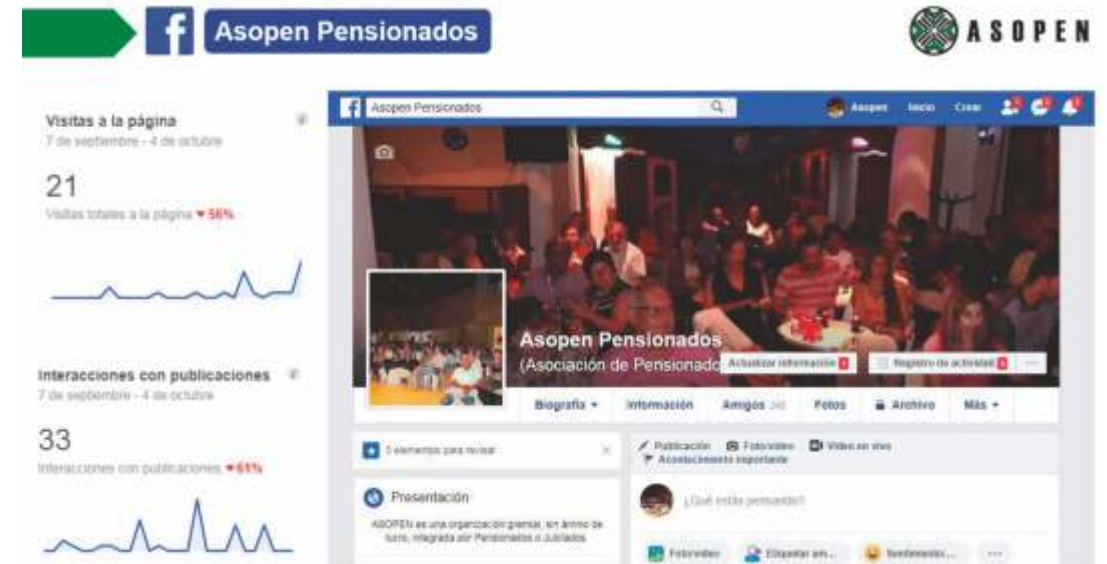 Asopen Pensionados
ASOPEN
Visitas a la página
7 de septiembre - 4 de octubre
21
Visitas totales a la página ▼56%
Interacciones con publicaciones
7 de septiembre - 4 de octubre
33
Interacciones con publicaciones ▼61%
Asopen Pensionados
Asopen Inicio Crear
Asopen Pensionados
(Asociación de Pensionado
Actualizar información
Registro de actividad
Biografía Información Amigos Fotos Archivo Más
5 elementos para revisar
Publicación Foto/video Video en vivo
Acontecimiento importante
Presentación
ASOPEN es una organización gremial, sin ánimo de
lucro, integrada por Pensionados o Jubilados
¿Qué estás pensando?
Foto/video Etiquetar am... Sentimiento/...